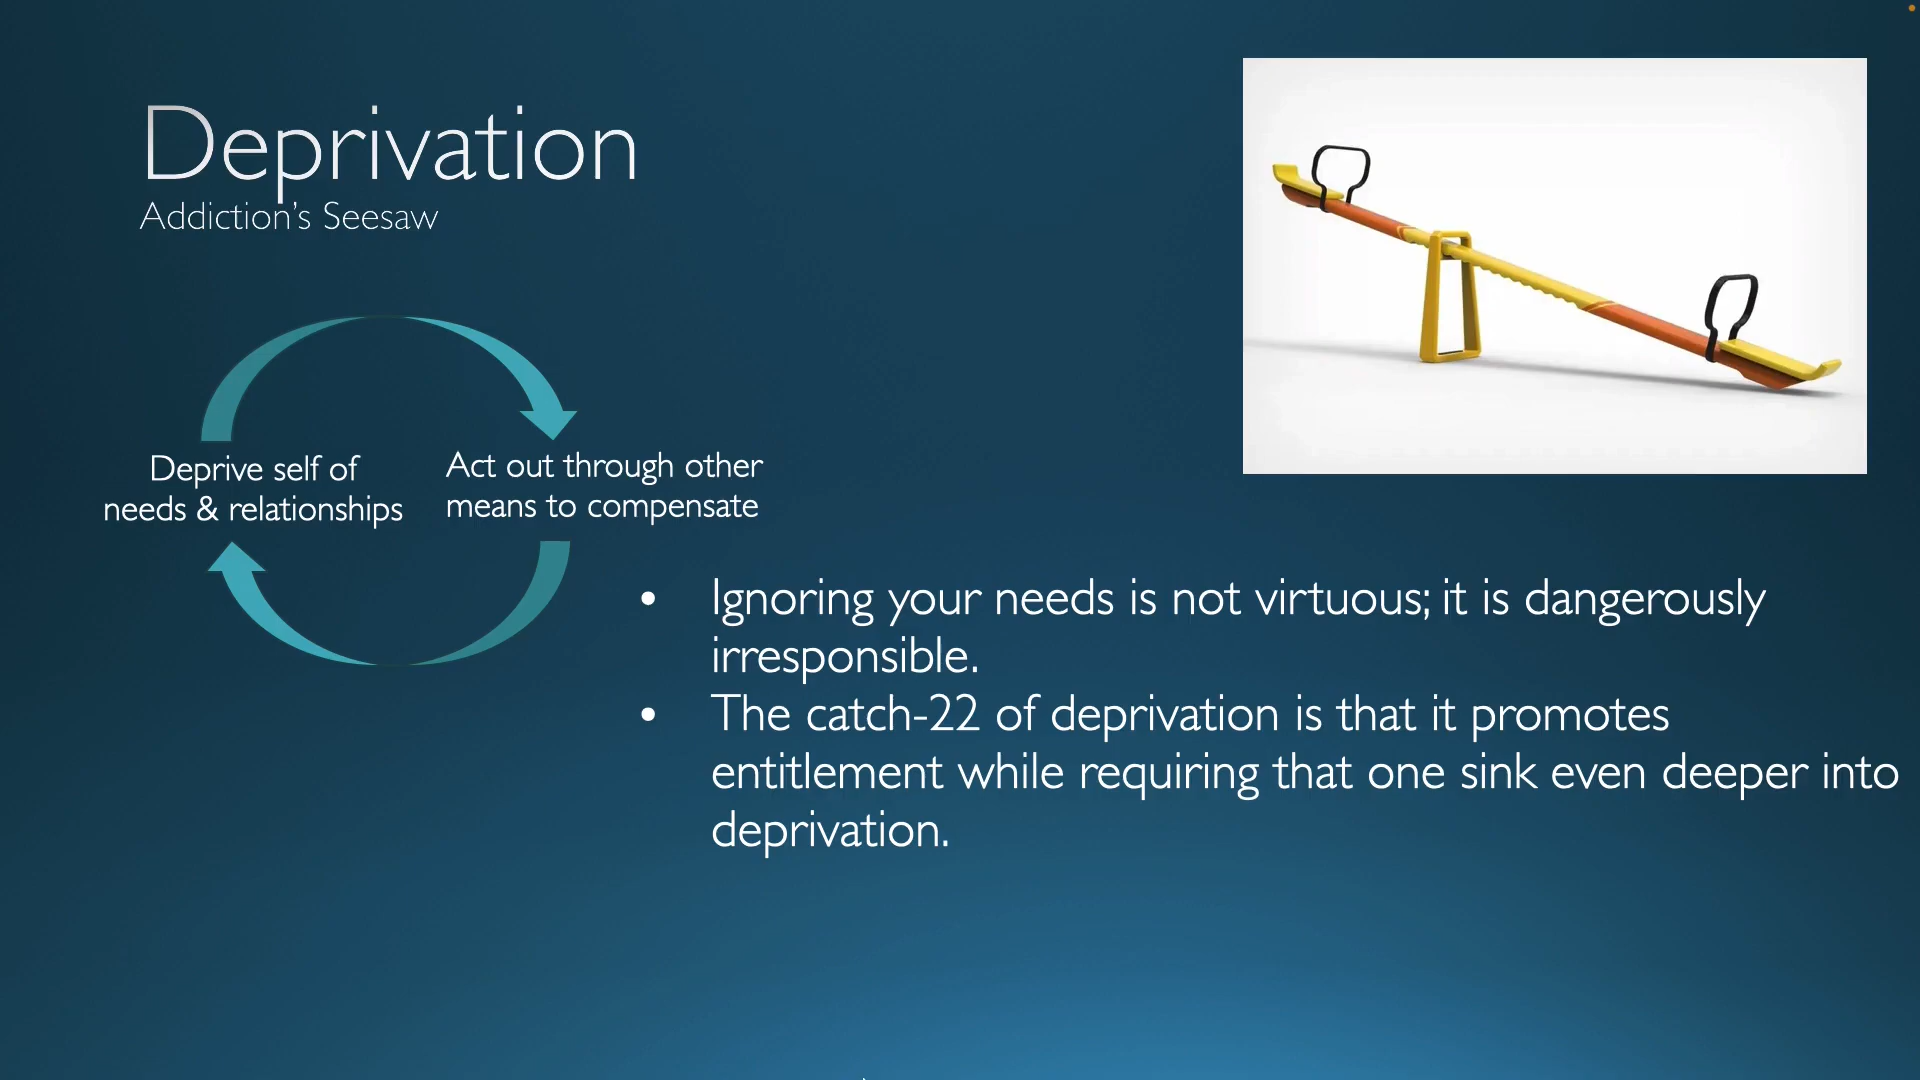 Deprivation
Addiction's Seesaw
Deprive self of
needs & relationships
Act out through other
means to compensate
• Ignoring your needs is not virtuous; it is dangerously
irresponsible.
• The catch-22 of deprivation is that it promotes
entitlement while requiring that one sink even deeper into
deprivation.